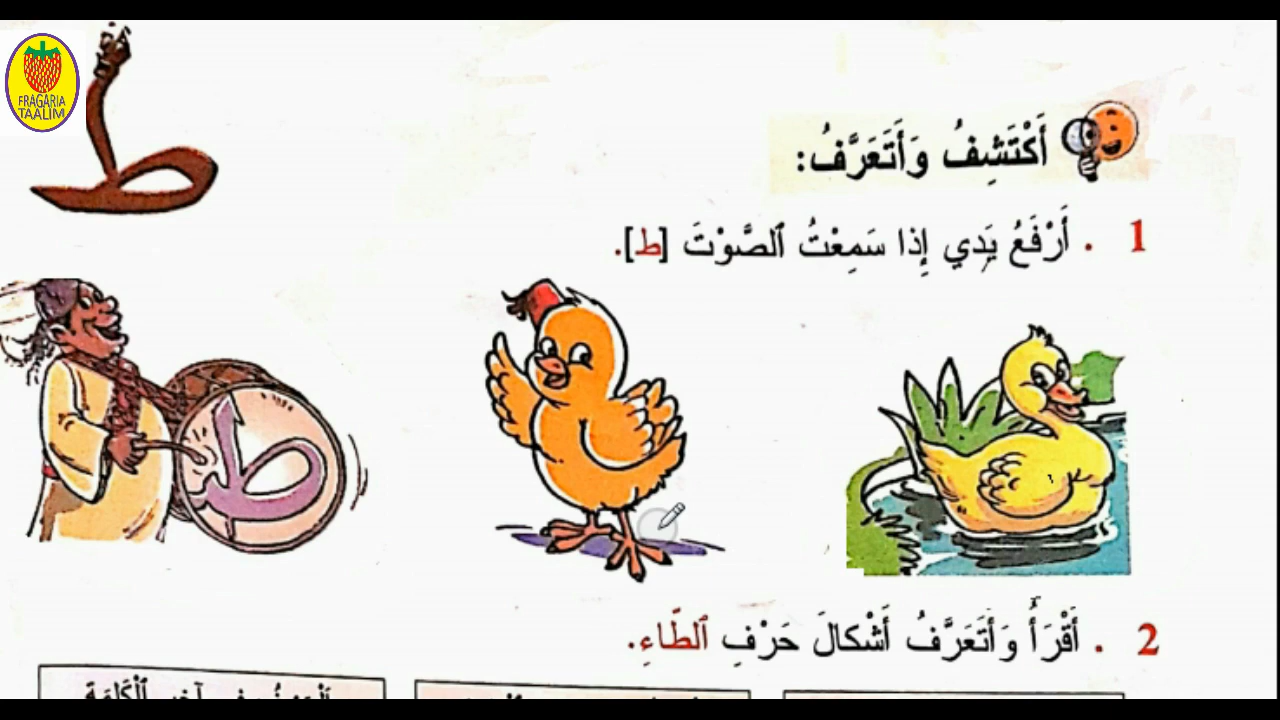 FRAGARIA
TAALIM
ط
أَكْتَشِفُ وَأَتَعَرَّفُ:
1 . أَرْفَعُ يَدِي إِذا سَمِعْتُ ٱلصَّوْتَ [ط].
ط
2 . أَقْرَأُ وَأَتَعَرَّفُ أَشْكالَ حَرْفِ ٱلطّاءِ.